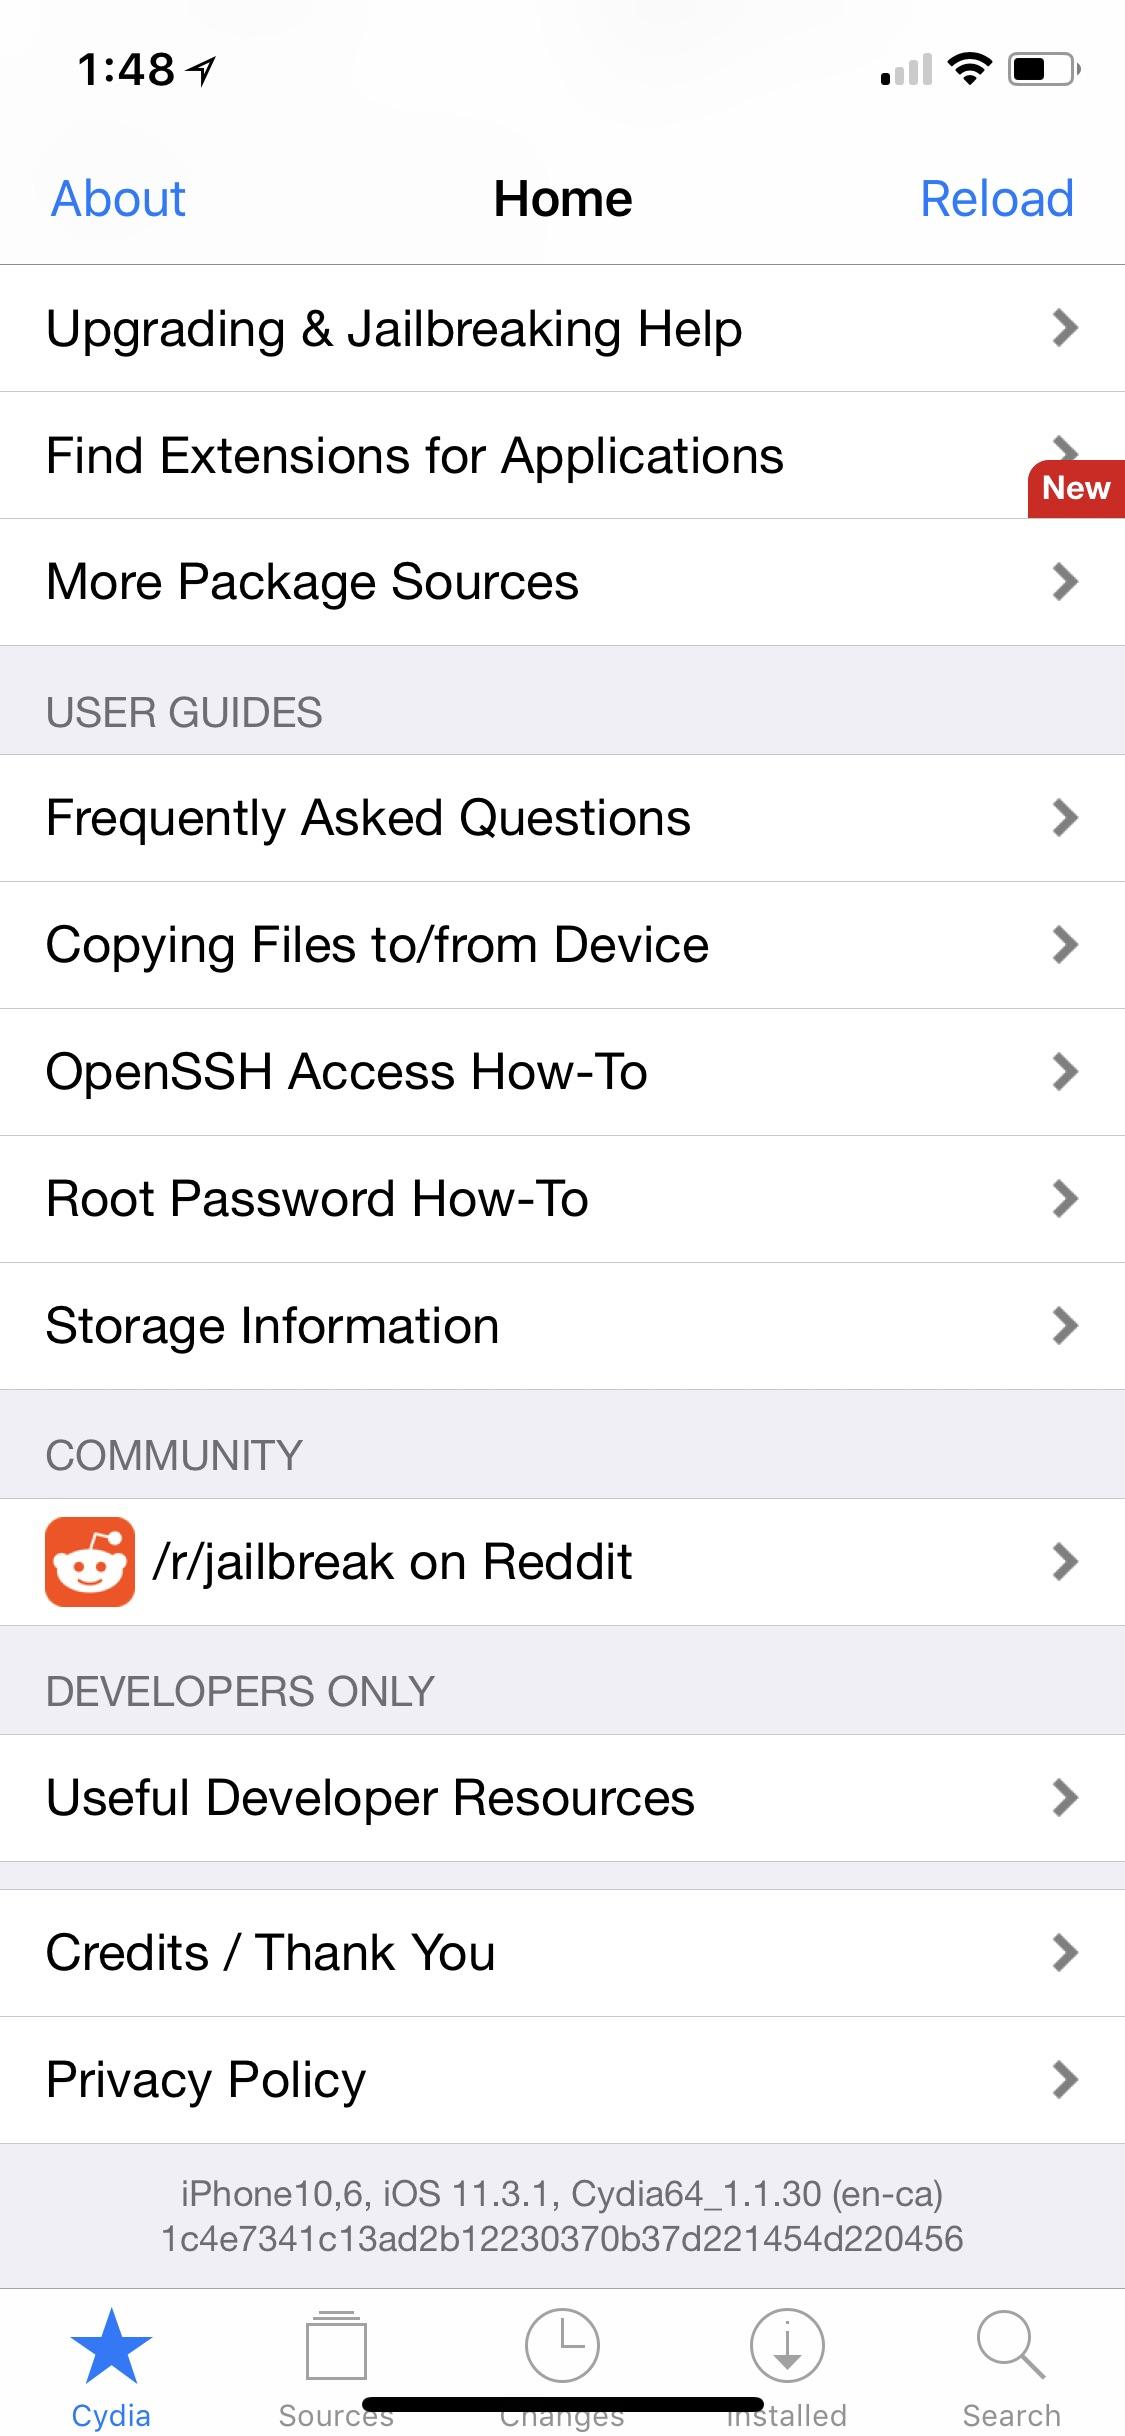 1:48
About Home Reload
Upgrading & Jailbreaking Help
Find Extensions for Applications
New
More Package Sources
USER GUIDES
Frequently Asked Questions
Copying Files to/from Device
OpenSSH Access How-To
Root Password How-To
Storage Information
COMMUNITY
/r/jailbreak on Reddit
DEVELOPERS ONLY
Useful Developer Resources
Credits / Thank You
Privacy Policy
iPhone10,6, iOS 11.3.1, Cydia64_1.1.30 (en-ca)
1c4e7341c13ad2b12230370b37d221454d220456
Cydia Sources Changes Installed Search